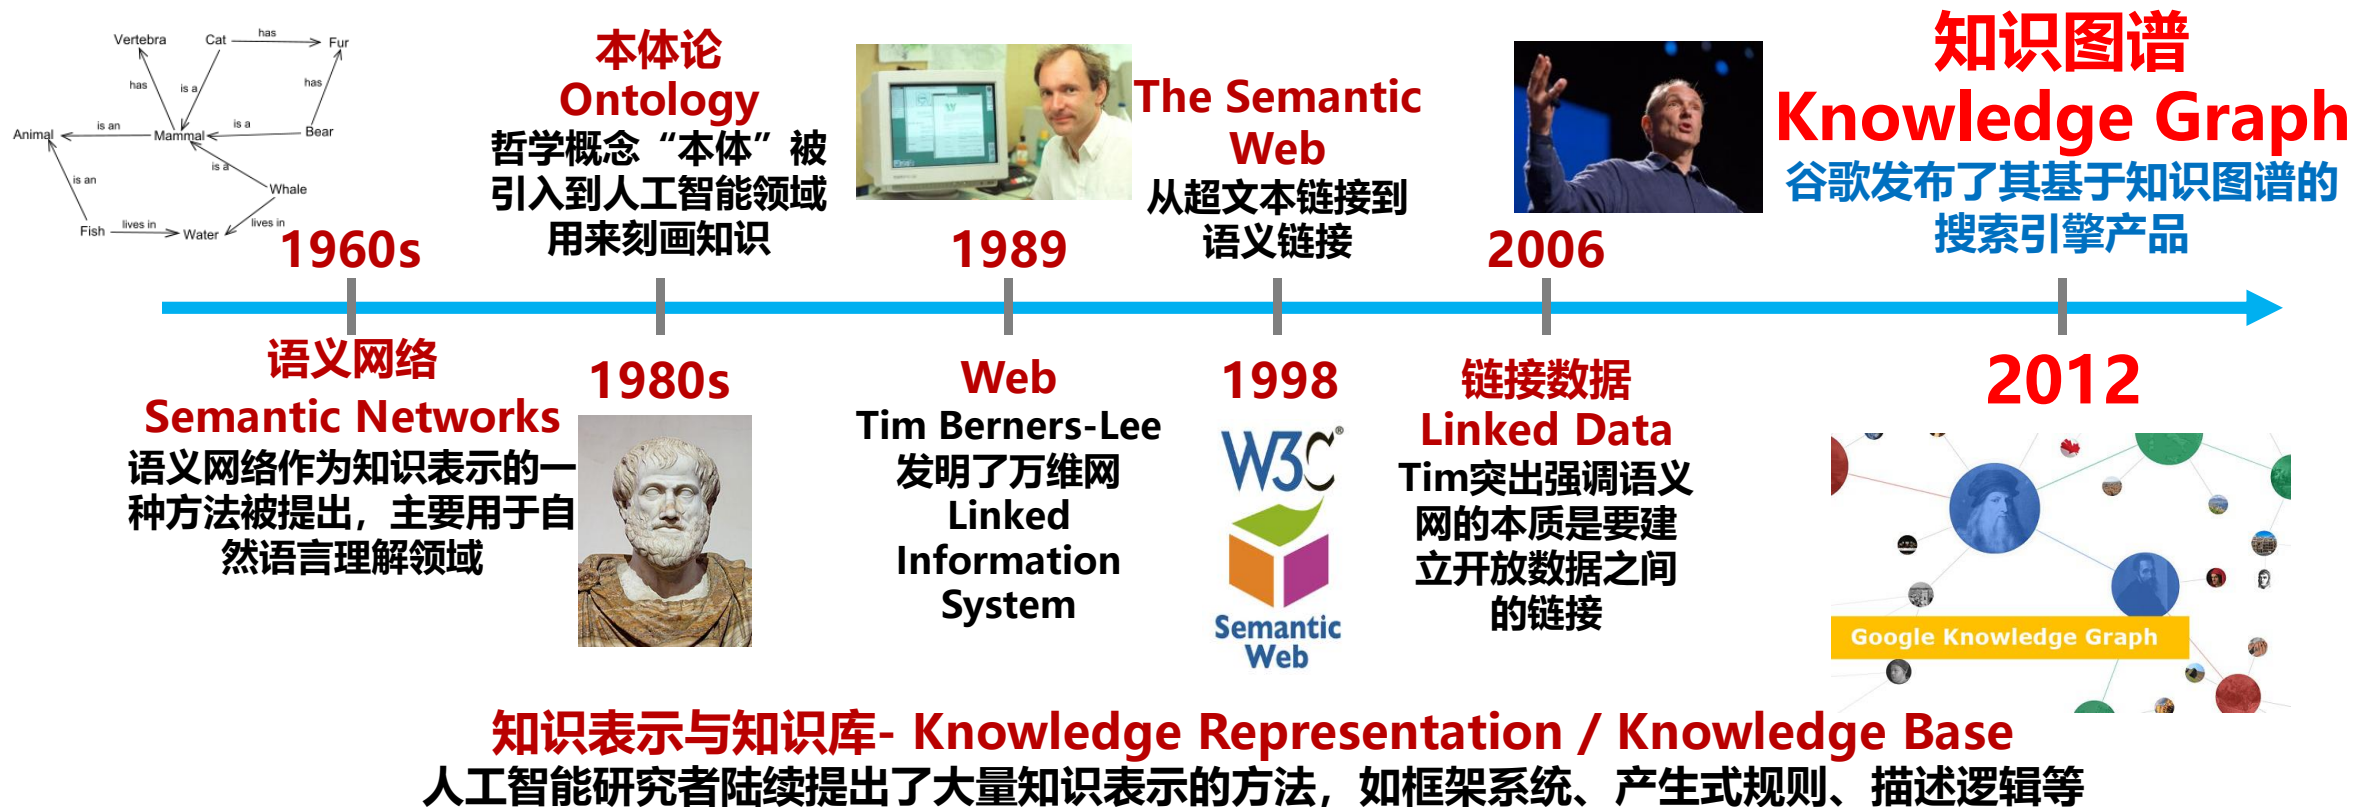 Vertebra
Cat
has
Fur
has
is a
has
Animal
is an
Mammal
is a
Bear
is an
is a
Whale
Fish
lives in
Water
lives in
1960s
语义网络
Semantic Networks
语义网络作为知识表示的一
种方法被提出，主要用于自
然语言理解领域
本体论
Ontology
哲学概念“本体”被
引入到人工智能领域
用来刻画知识
1980s
1989
Web
Tim Berners-Lee
发明了万维网
Linked
Information
System
The Semantic
Web
从超文本链接到
语义链接
1998
W3C®
Semantic
Web
2006
链接数据
Linked Data
Tim突出强调语义
网的本质是要建
立开放数据之间
的链接
知识图谱
Knowledge Graph
谷歌发布了其基于知识图谱的
搜索引擎产品
2012
Google Knowledge Graph
知识表示与知识库- Knowledge Representation / Knowledge Base
人工智能研究者陆续提出了大量知识表示的方法，如框架系统、产生式规则、描述逻辑等